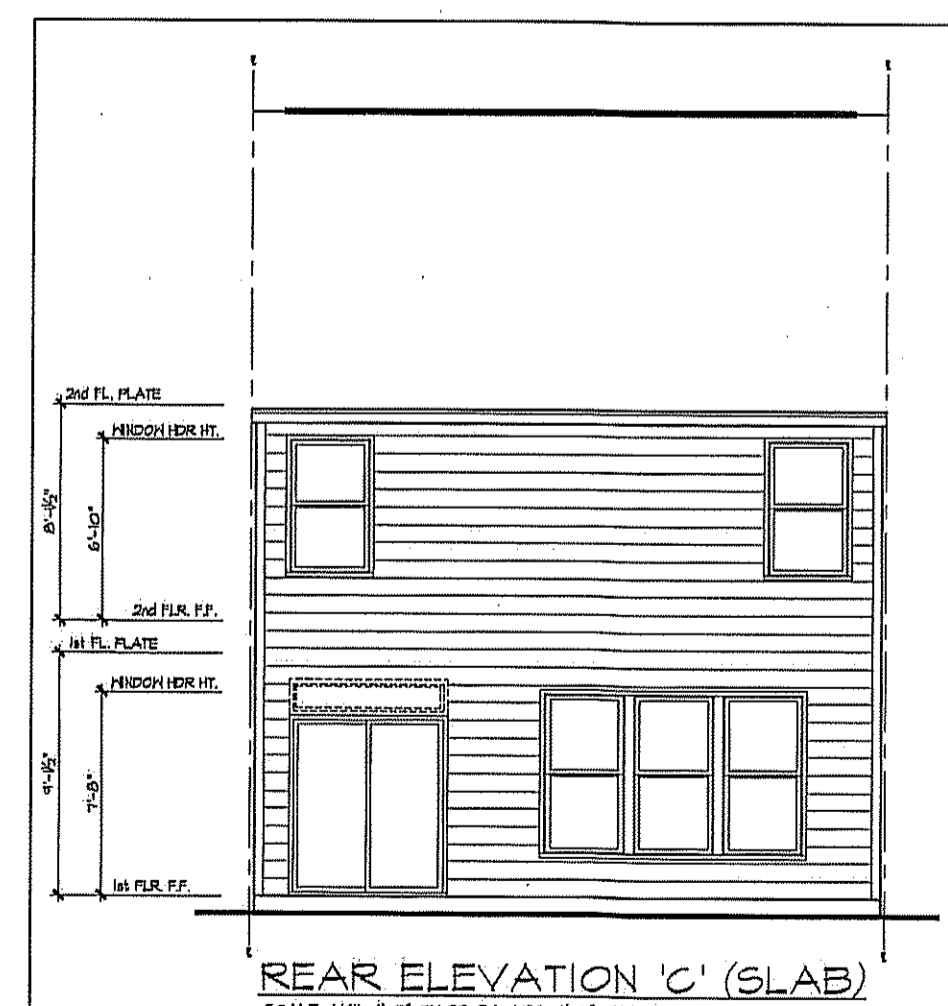 2nd FL. PLATE
WINDOW HDR HT.
8'-1½"
6'-10"
2nd FLR. F.F.
1st FL. PLATE
WINDOW HDR HT.
9'-1½"
7'-8"
1st FLR. F.F.
REAR ELEVATION 'C' (SLAB)